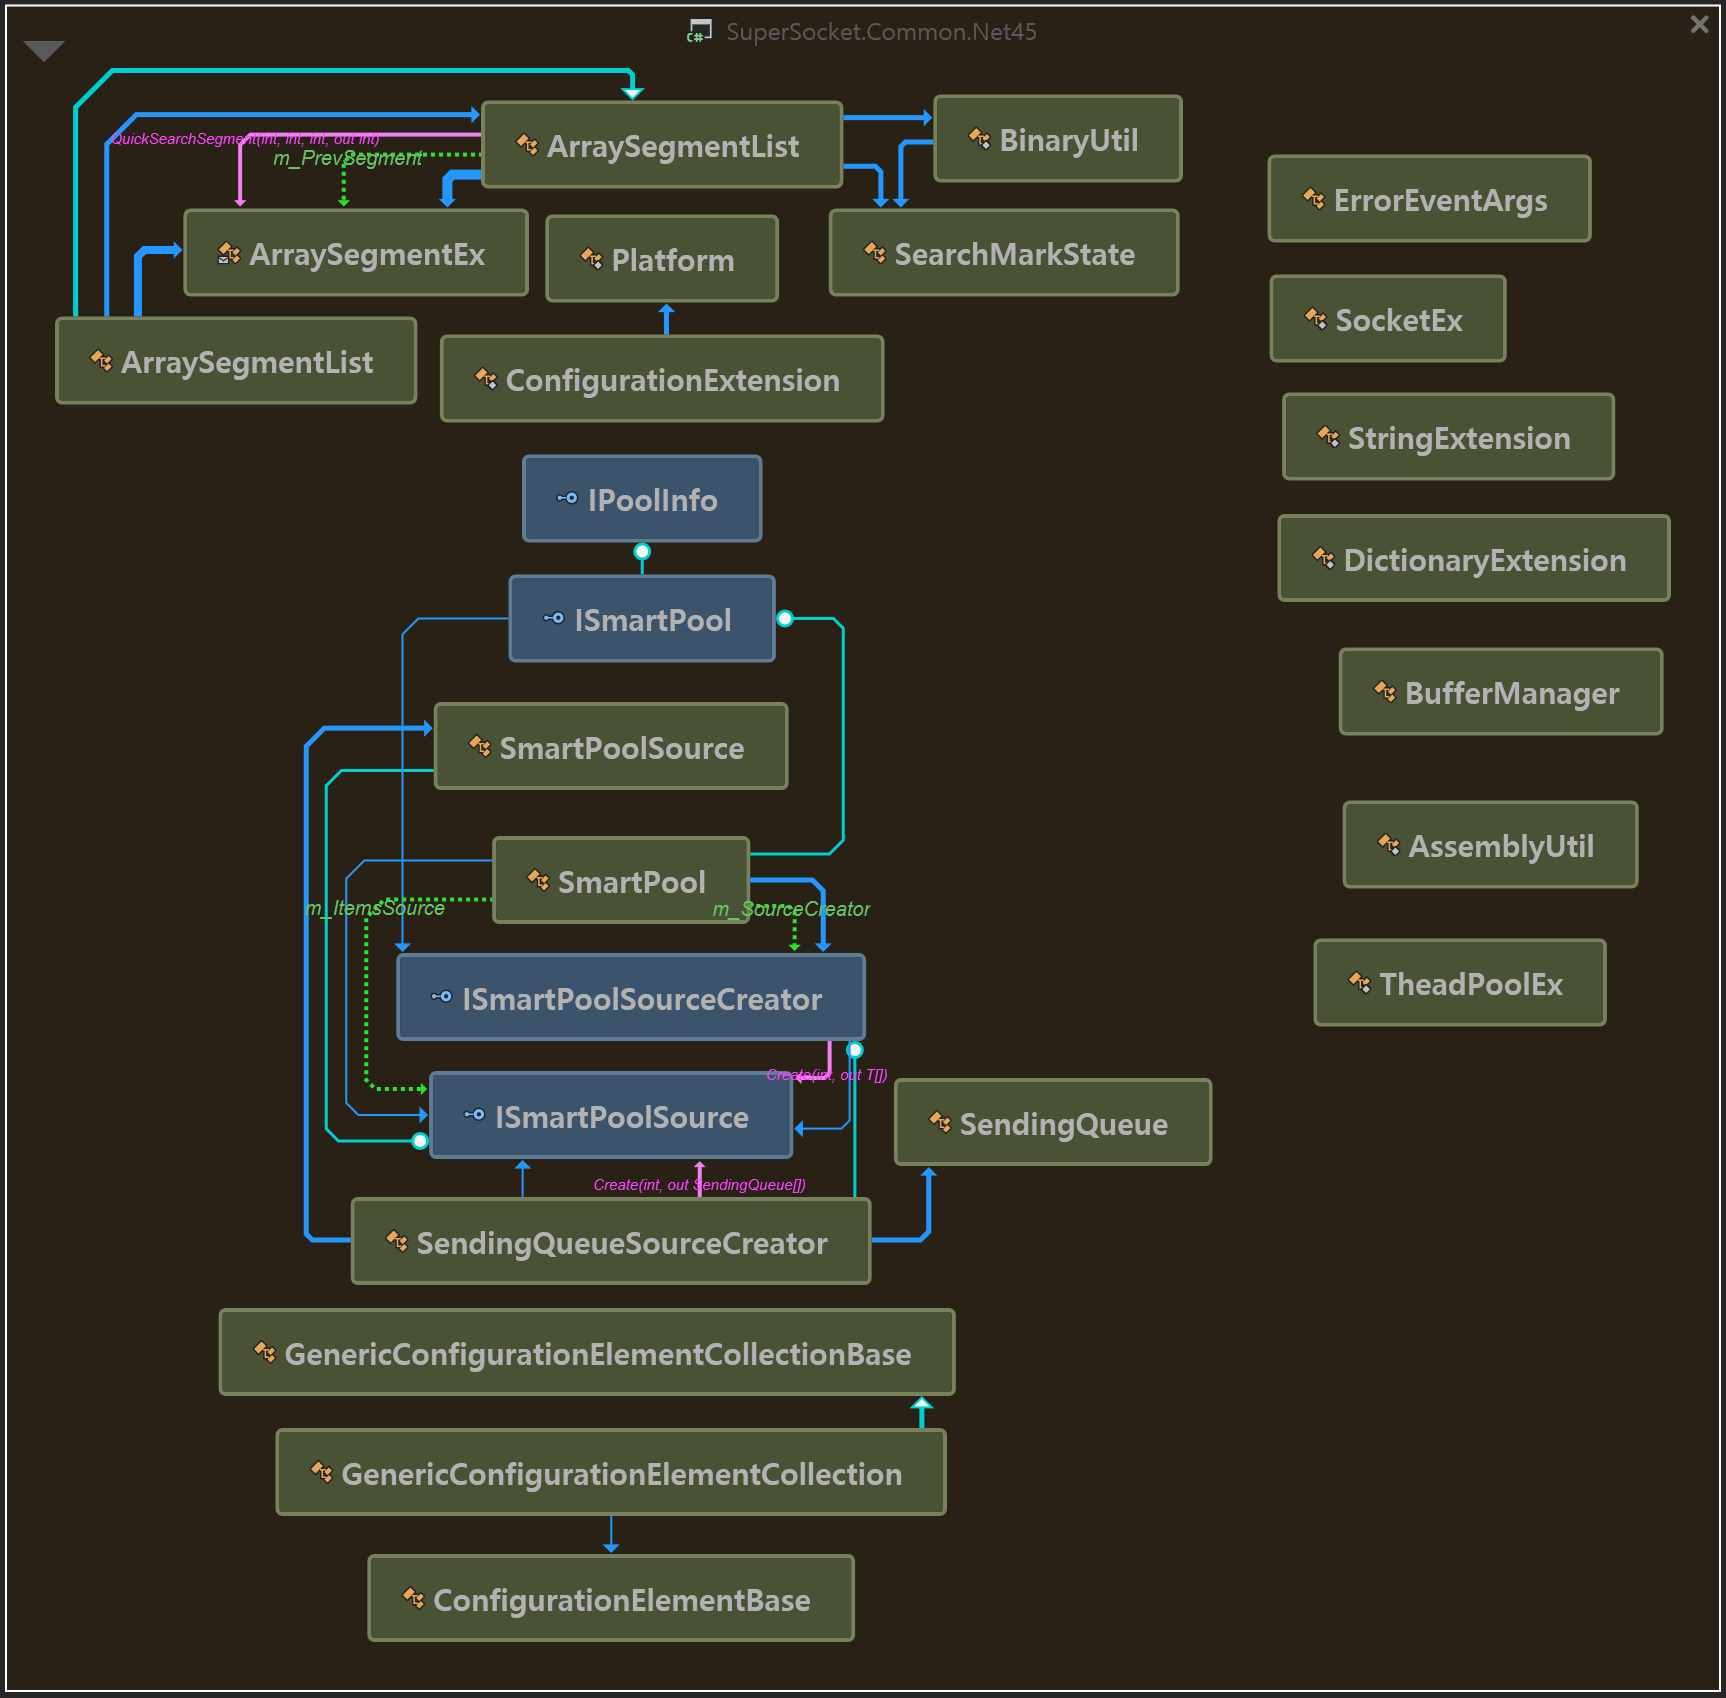 C# SuperSocket.Common.Net45
ArraySegmentList
BinaryUtil
QuickSearchSegment(int, int, int, out int)
m_PrevSegment
ErrorEventArgs
ArraySegmentEx
Platform
SearchMarkState
SocketEx
ArraySegmentList
ConfigurationExtension
StringExtension
IPoolInfo
DictionaryExtension
ISmartPool
BufferManager
SmartPoolSource
AssemblyUtil
SmartPool
m_ItemsSource
m_SourceCreator
TheadPoolEx
ISmartPoolSourceCreator
Create(int, out T[])
ISmartPoolSource
SendingQueue
Create(int, out SendingQueue[])
SendingQueueSourceCreator
GenericConfigurationElementCollectionBase
GenericConfigurationElementCollection
ConfigurationElementBase